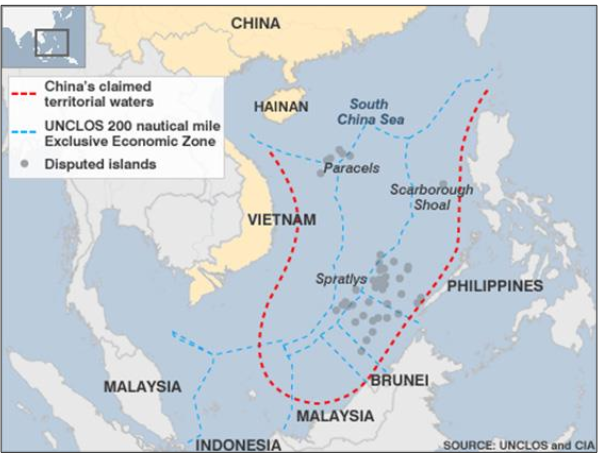 CHINA
China's claimed
territorial waters
UNCLOS 200 nautical mile
Exclusive Economic Zone
Disputed islands
HAINAN
South
China Sea
Paracels
Scarborough
Shoal
VIETNAM
Spratlys
PHILIPPINES
MALAYSIA
BRUNEI
MALAYSIA
INDONESIA
SOURCE: UNCLOS and CIA